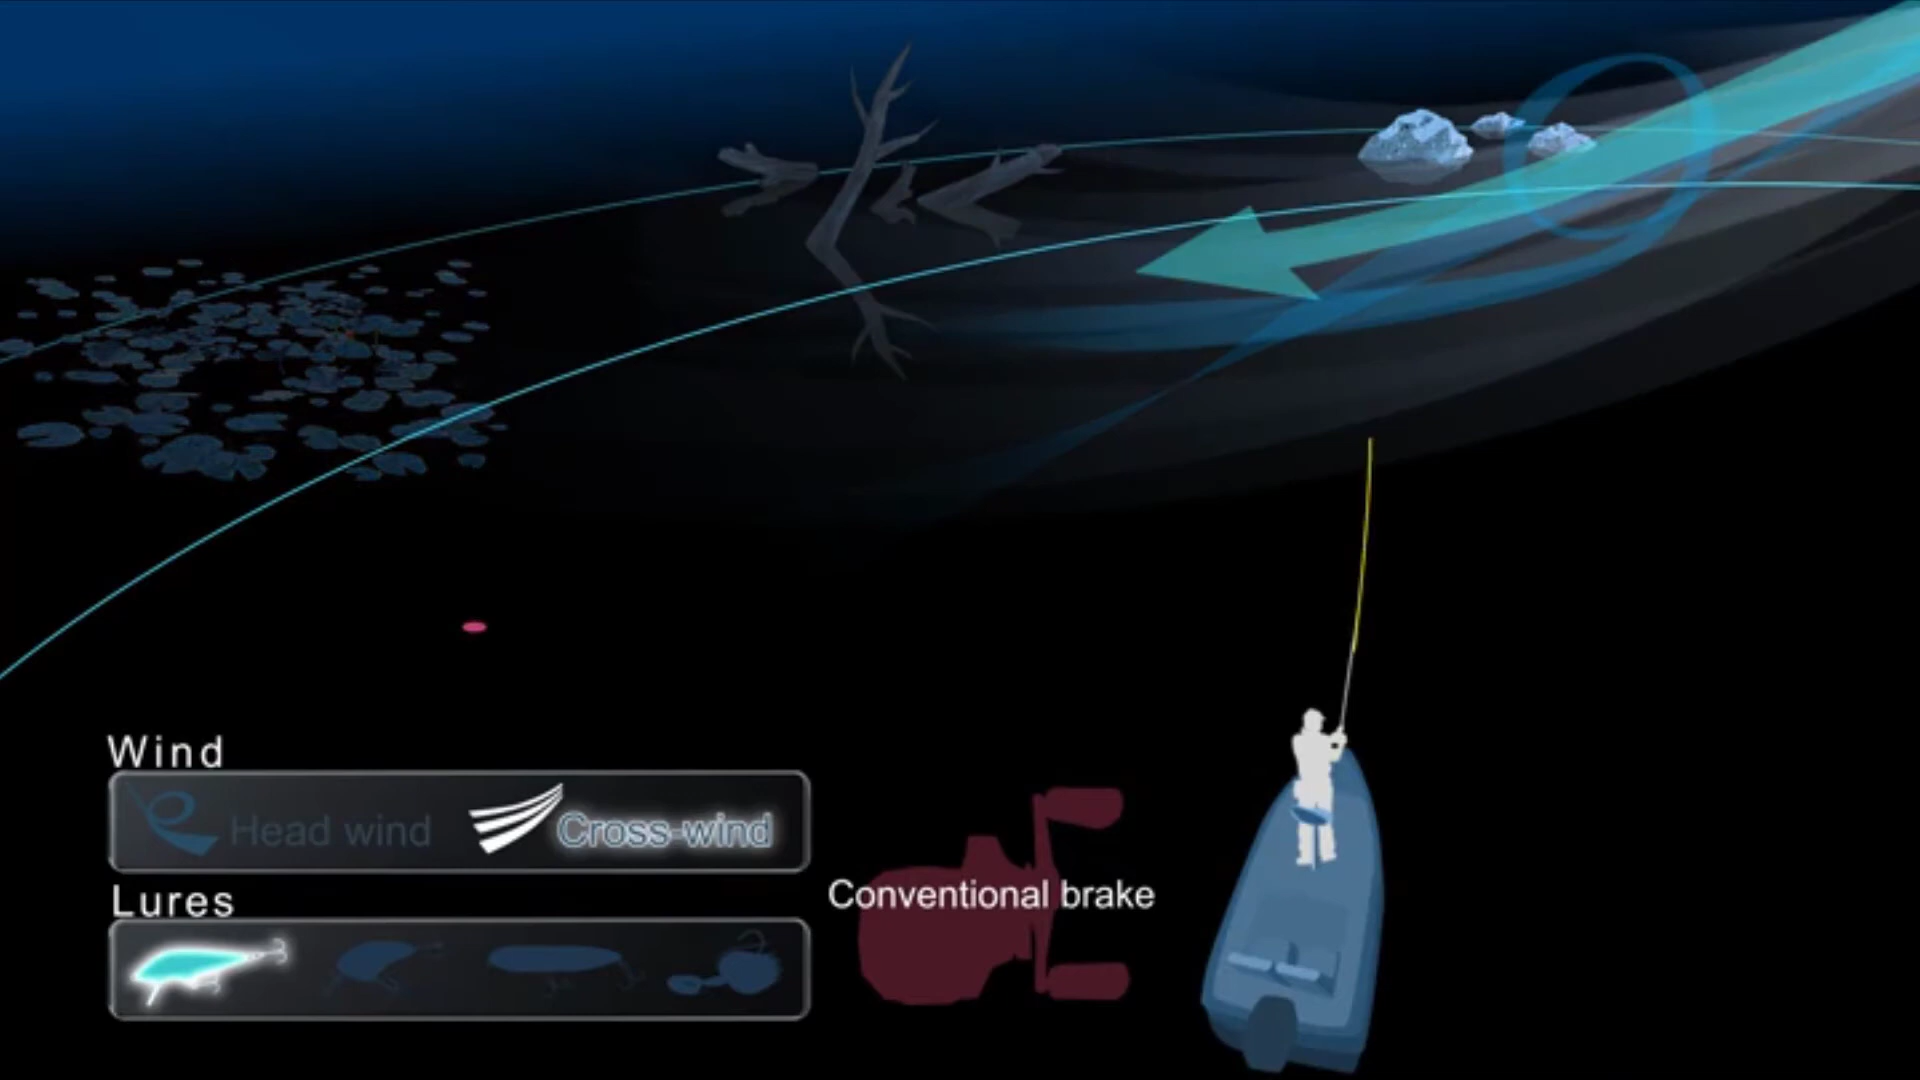 Wind
Head wind
Cross-wind
Lures
Conventional brake